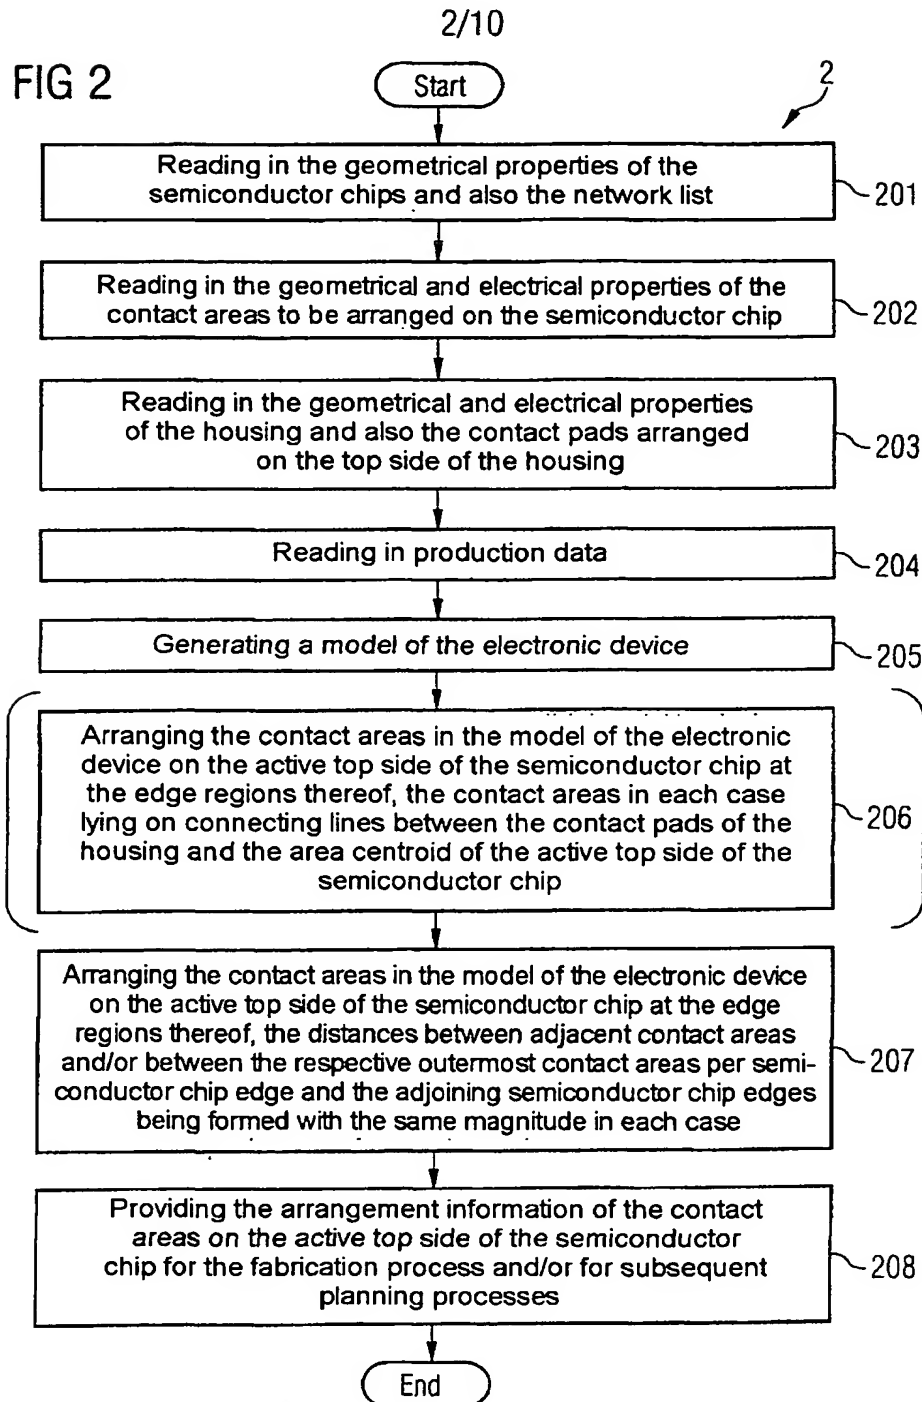 2/10
FIG 2
Start
2
Reading in the geometrical properties of the
semiconductor chips and also the network list
201
Reading in the geometrical and electrical properties of the
contact areas to be arranged on the semiconductor chip
202
Reading in the geometrical and electrical properties
of the housing and also the contact pads arranged
on the top side of the housing
203
Reading in production data
204
Generating a model of the electronic device
205
Arranging the contact areas in the model of the electronic
device on the active top side of the semiconductor chip at
the edge regions thereof, the contact areas in each case
lying on connecting lines between the contact pads of the
housing and the area centroid of the active top side of the
semiconductor chip
206
Arranging the contact areas in the model of the electronic device
on the active top side of the semiconductor chip at the edge
regions thereof, the distances between adjacent contact areas
and/or between the respective outermost contact areas per semi-
conductor chip edge and the adjoining semiconductor chip edges
being formed with the same magnitude in each case
207
Providing the arrangement information of the contact
areas on the active top side of the semiconductor
chip for the fabrication process and/or for subsequent
planning processes
208
End